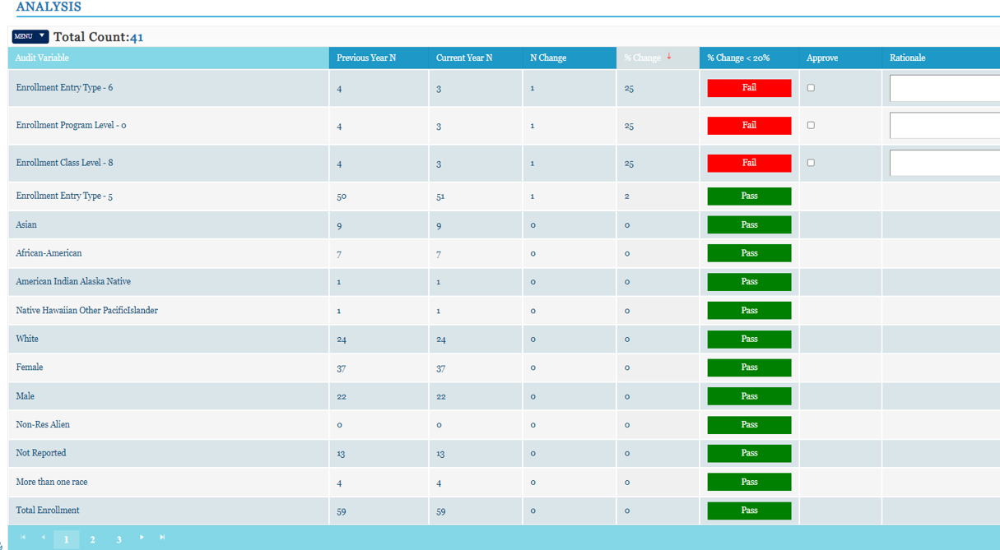 ANALYSIS
MENU Total Count:41
Audit Variable Previous Year N Current Year N N Change % Change % Change < 20% Approve Rationale
Enrollment Entry Type - 6 4 3 1 25 Fail
Enrollment Program Level - 0 4 3 1 25 Fail
Enrollment Class Level - 8 4 3 1 25 Fail
Enrollment Entry Type - 5 50 51 1 2 Pass
Asian 9 9 0 0 Pass
African-American 7 7 0 0 Pass
American Indian Alaska Native 1 1 0 0 Pass
Native Hawaiian Other PacificIslander 1 1 0 0 Pass
White 24 24 0 0 Pass
Female 37 37 0 0 Pass
Male 22 22 0 0 Pass
Non-Res Alien 0 0 0 0 Pass
Not Reported 13 13 0 0 Pass
More than one race 4 4 0 0 Pass
Total Enrollment 59 59 0 0 Pass
1 2 3